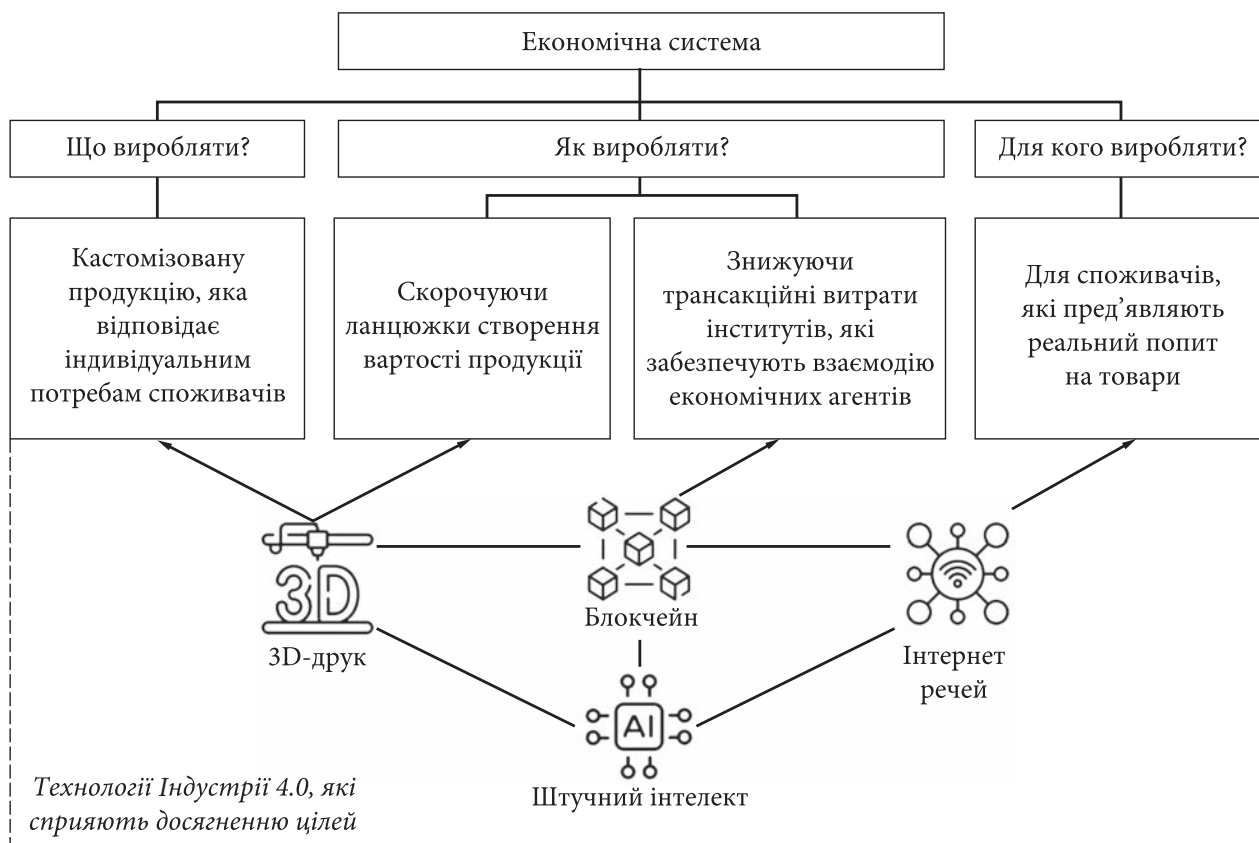 Економічна система
Що виробляти?
Як виробляти?
Для кого виробляти?
Кастомізовану
продукцію, яка
відповідає
індивідуальним
потребам споживачів
Скорочуючи
ланцюжки створення
вартості продукції
Знижуючи
трансакційні витрати
інститутів, які
забезпечують взаємодію
економічних агентів
Для споживачів,
які пред’являють
реальний попит
на товари
3D
3D-друк
Блокчейн
Інтернет
речей
AI
Штучний інтелект
Технології Індустрії 4.0, які
сприяють досягненню цілей